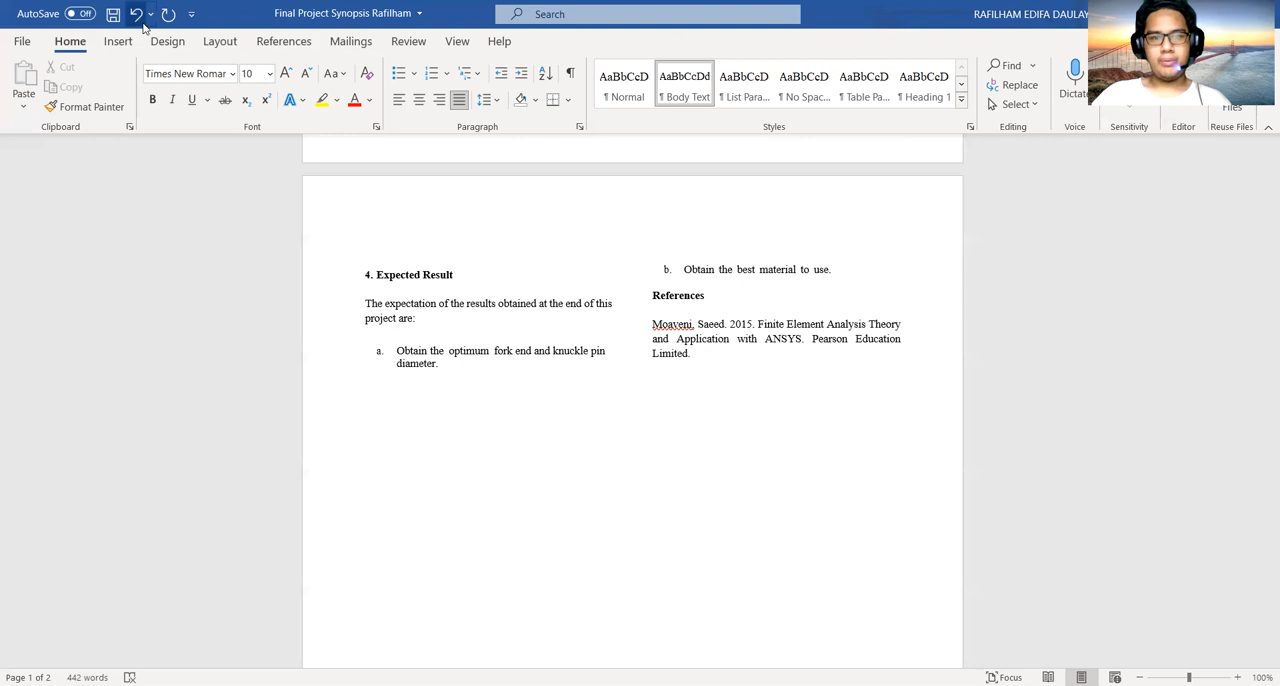 AutoSave Off
Final Project Synopsis Rafilham
Search
RAFILHAM EDIFA DAULAY
File Home Insert Design Layout References Mailings Review View Help
Paste
Cut
Copy
Format Painter
Clipboard
Times New Roman 10
Aa
B I U ab x2 x2 A A
Font
Paragraph
AaBbCcD AaBbCcDd AaBbCcD AaBbCcD AaBbCcD AaBbCcD
¶ Normal ¶ Body Text ¶ List Para... ¶ No Spac... ¶ Table Pa... ¶ Heading 1
Styles
Find
Replace
Select
Editing
Dictate
Voice
Sensitivity
Editor
Files
Reuse Files
4. Expected Result
The expectation of the results obtained at the end of this
project are:
a. Obtain the optimum fork end and knuckle pin
diameter.
b. Obtain the best material to use.
References
Moaveni, Saeed. 2015. Finite Element Analysis Theory
and Application with ANSYS. Pearson Education
Limited.
Page 1 of 2 442 words
Focus
100%